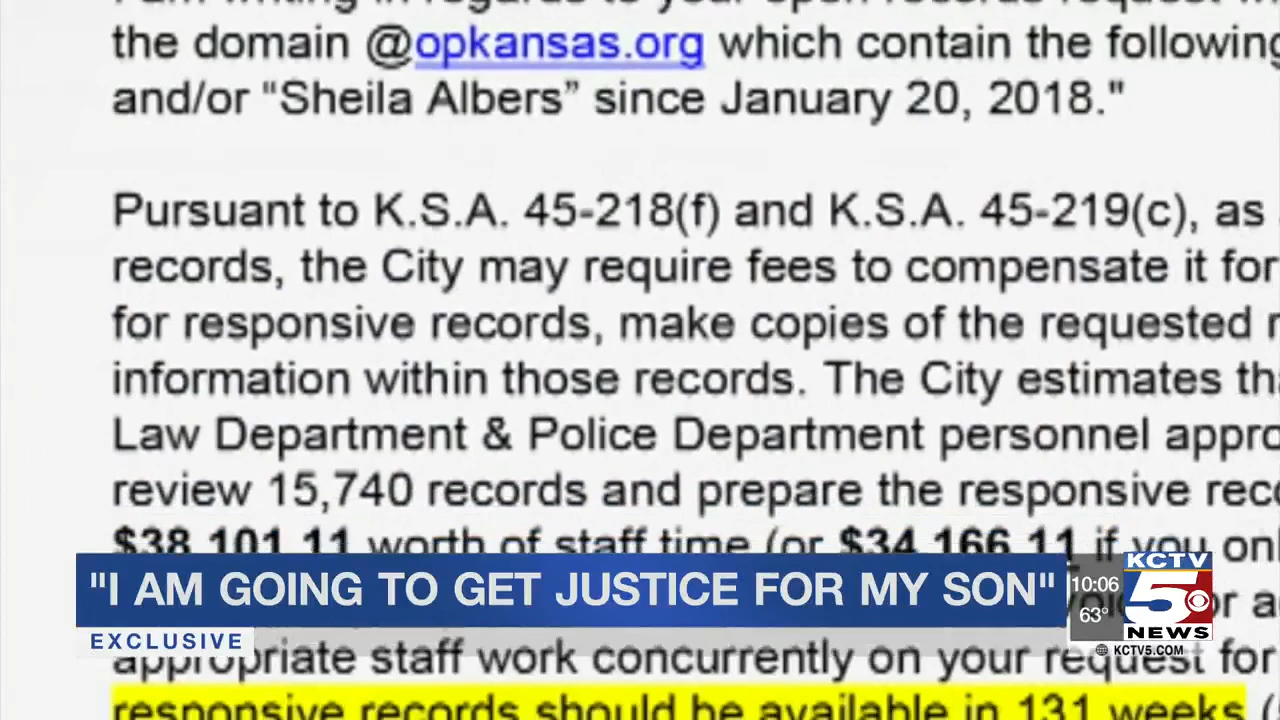 the domain @opkansas.org which contain the following
and/or “Sheila Albers” since January 20, 2018."
Pursuant to K.S.A. 45-218(f) and K.S.A. 45-219(c), as
records, the City may require fees to compensate it for
for responsive records, make copies of the requested
information within those records. The City estimates
Law Department & Police Department personnel
review 15,740 records and prepare the responsive
$38,101.11 worth of staff time (or $34,166.11 if you
"I AM GOING TO GET JUSTICE FOR MY SON"
10:06
63°
KCTV
5
NEWS
EXCLUSIVE
KCTV5.COM
appropriate staff work concurrently on your request for
responsive records should be available in 131 weeks